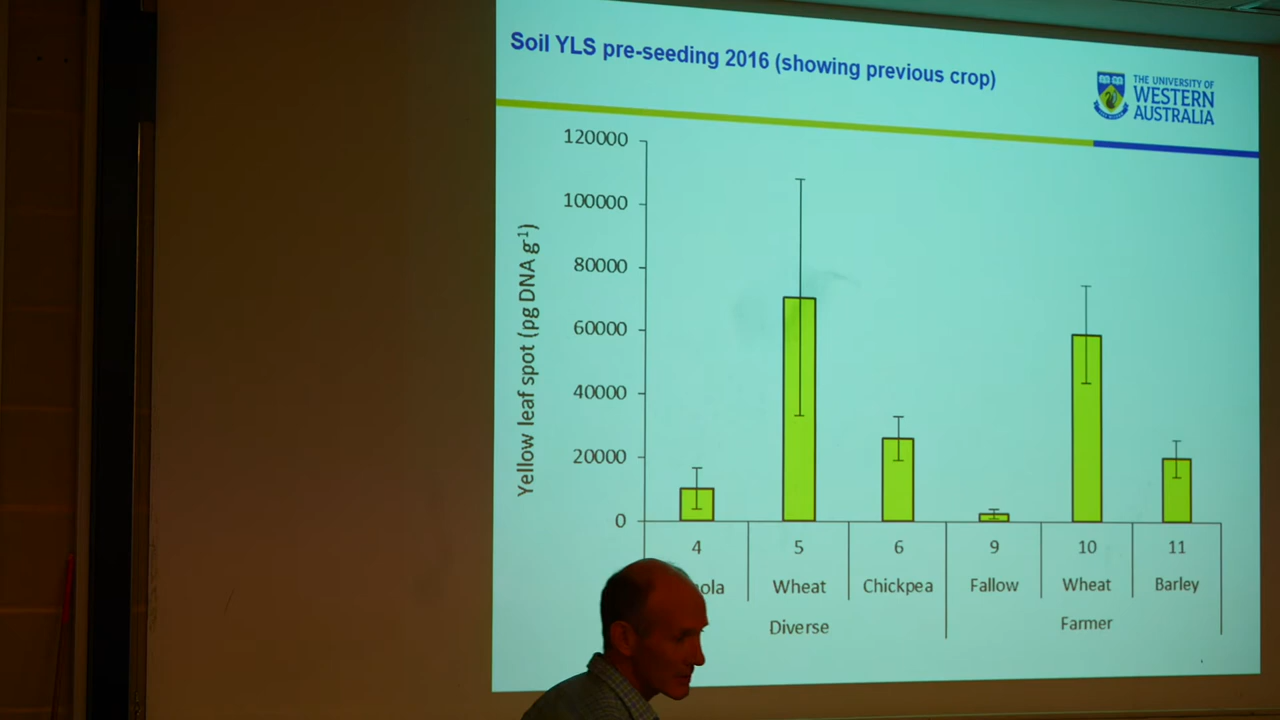 Soil YLS pre-seeding 2016 (showing previous crop)
THE UNIVERSITY OF
WESTERN
AUSTRALIA
Yellow leaf spot (pg DNA g⁻¹)
120000
100000
80000
60000
40000
20000
0
4 5 6 9 10 11
Wheat Chickpea Fallow Wheat Barley
Diverse Farmer